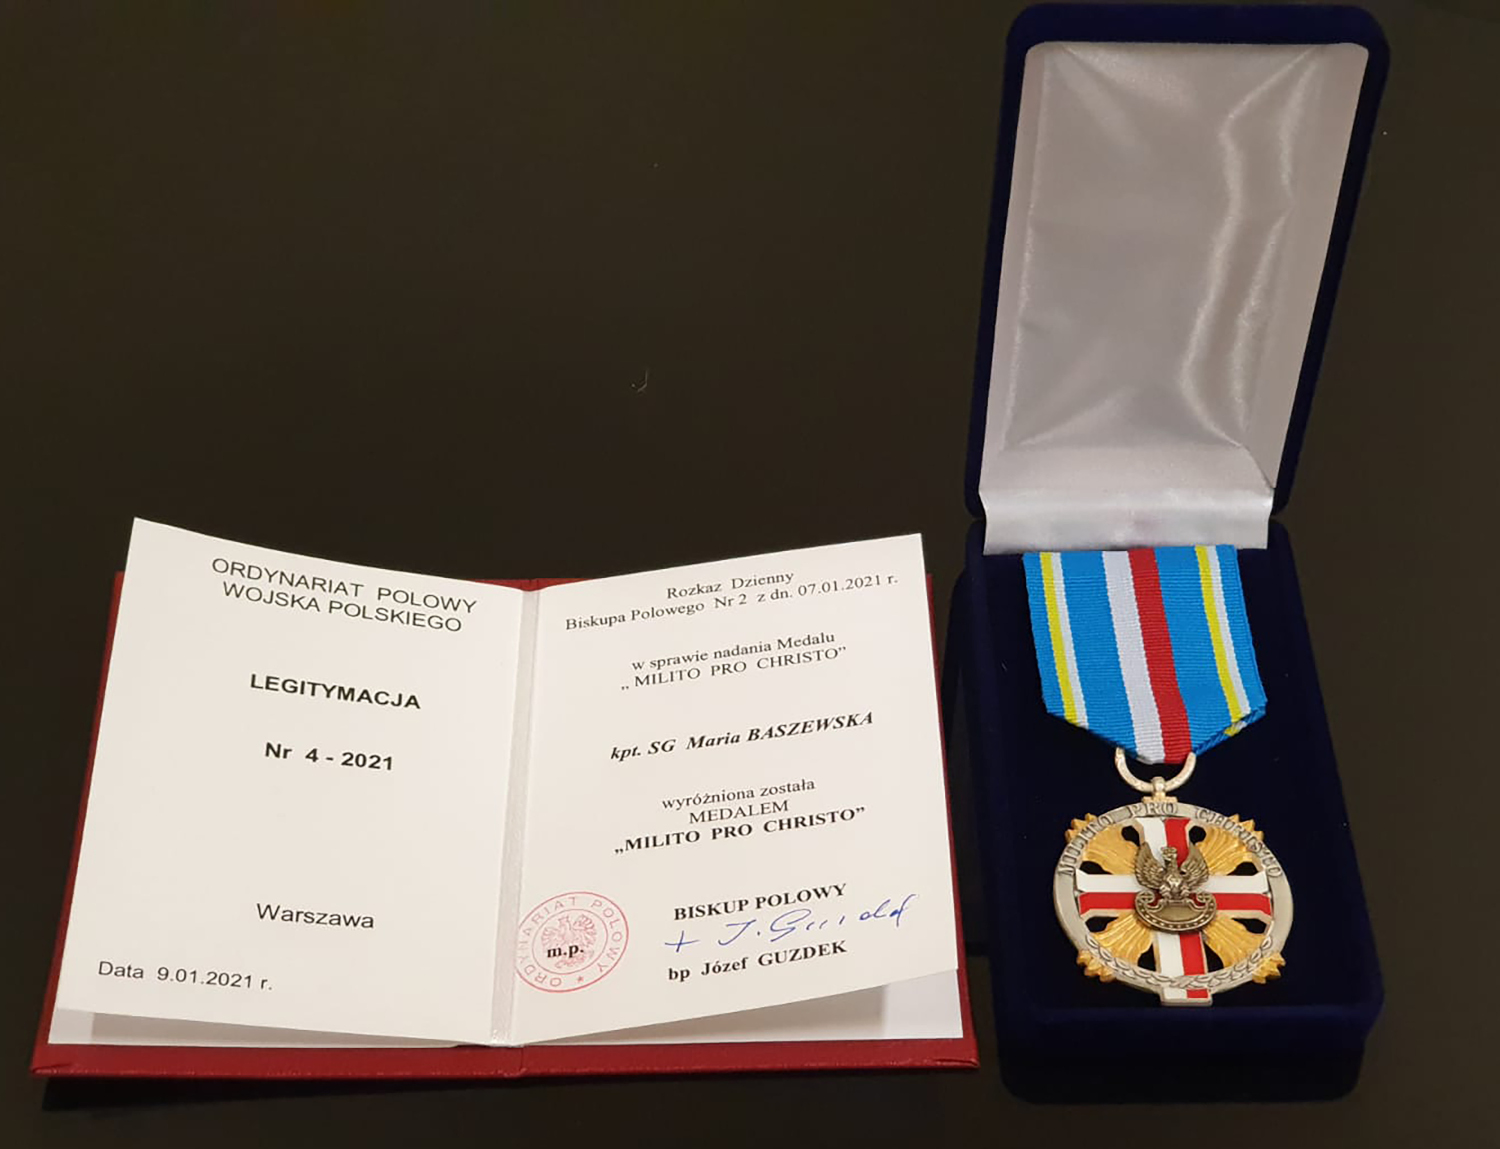 ORDYNARIAT POLOWY
WOJSKA POLSKIEGO
LEGITYMACJA
Nr 4 - 2021
Warszawa
Data 9.01.2021 r.
Rozkaz Dzienny
Biskupa Polowego Nr 2 z dn. 07.01.2021 r.
w sprawie nadania Medalu
„ MILITO PRO CHRISTO”
kpt. SG Maria BASZEWSKA
wyróżniona została
MEDALEM
„MILITO PRO CHRISTO”
BISKUP POLOWY
+ J. Guzdek
bp Józef GUZDEK
ORDYNARIAT POLOWY
m.p.
MILITO PRO CHRISTO